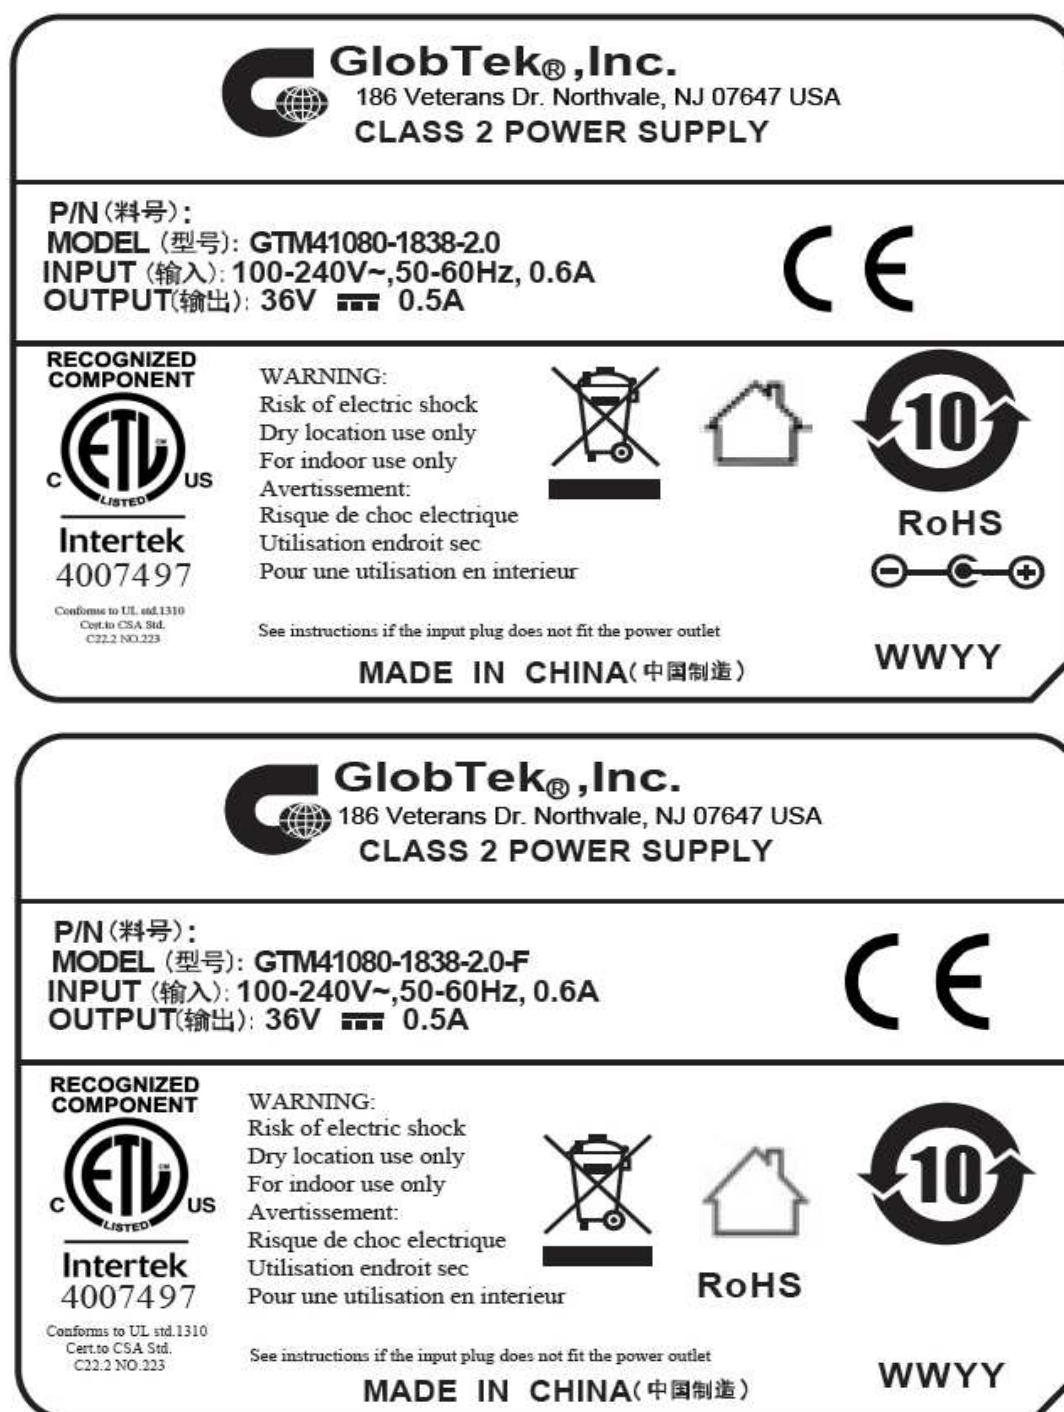 GlobTek®,Inc.
186 Veterans Dr. Northvale, NJ 07647 USA
CLASS 2 POWER SUPPLY
P/N(料号):
MODEL (型号): GTM41080-1838-2.0
INPUT (输入): 100-240V~,50-60Hz, 0.6A
OUTPUT(输出): 36V 0.5A
CE
RECOGNIZED
COMPONENT
ETL CM
C US
LISTED
Intertek
4007497
Conforms to UL std.1310
Cert.to CSA Std.
C22.2 NO.223
WARNING:
Risk of electric shock
Dry location use only
For indoor use only
Avertissement:
Risque de choc electrique
Utilisation endroit sec
Pour une utilisation en interieur
10
RoHS
See instructions if the input plug does not fit the power outlet
MADE IN CHINA(中国制造)
WWYY
GlobTek®,Inc.
186 Veterans Dr. Northvale, NJ 07647 USA
CLASS 2 POWER SUPPLY
P/N(料号):
MODEL (型号): GTM41080-1838-2.0-F
INPUT (输入): 100-240V~,50-60Hz, 0.6A
OUTPUT(输出): 36V 0.5A
CE
RECOGNIZED
COMPONENT
ETL CM
C US
LISTED
Intertek
4007497
Conforms to UL std.1310
Cert.to CSA Std.
C22.2 NO.223
WARNING:
Risk of electric shock
Dry location use only
For indoor use only
Avertissement:
Risque de choc electrique
Utilisation endroit sec
Pour une utilisation en interieur
RoHS
10
See instructions if the input plug does not fit the power outlet
MADE IN CHINA(中国制造)
WWYY